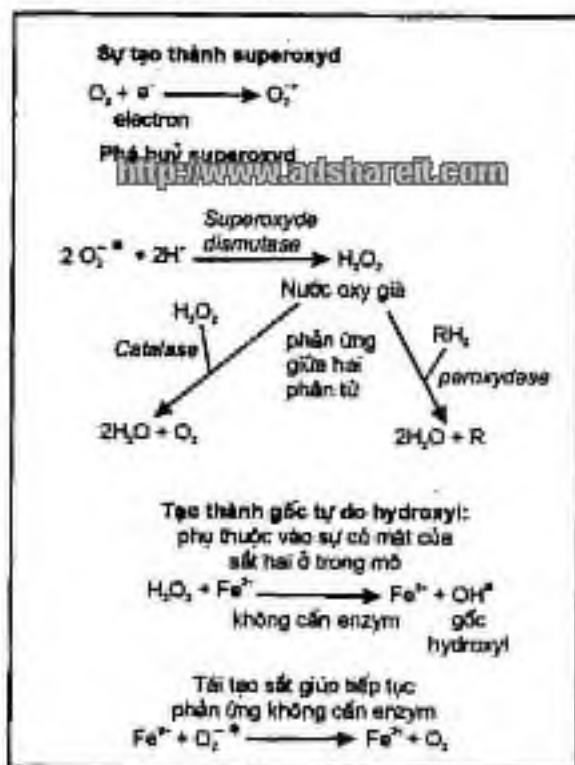 Sự tạo thành superoxyd
O₂ + e⁻ → O₂⁻•
electron
Phá huỷ superoxyd
http://www.adshareit.com
Superoxyde
dismutase
2 O₂⁻• + 2H⁺ → H₂O₂
Nước oxy già
H₂O₂
Catalase
phản ứng
giữa hai
phân tử
RH₂
peroxydase
2H₂O + O₂
2H₂O + R
Tạo thành gốc tự do hydroxyl:
phụ thuộc vào sự có mặt của
sắt hai ở trong mô
H₂O₂ + Fe²⁺ → Fe³⁺ + OH•
không cần enzym
gốc
hydroxyl
Tái tạo sắt giúp tiếp tục
phản ứng không cần enzym
Fe³⁺ + O₂⁻• → Fe²⁺ + O₂